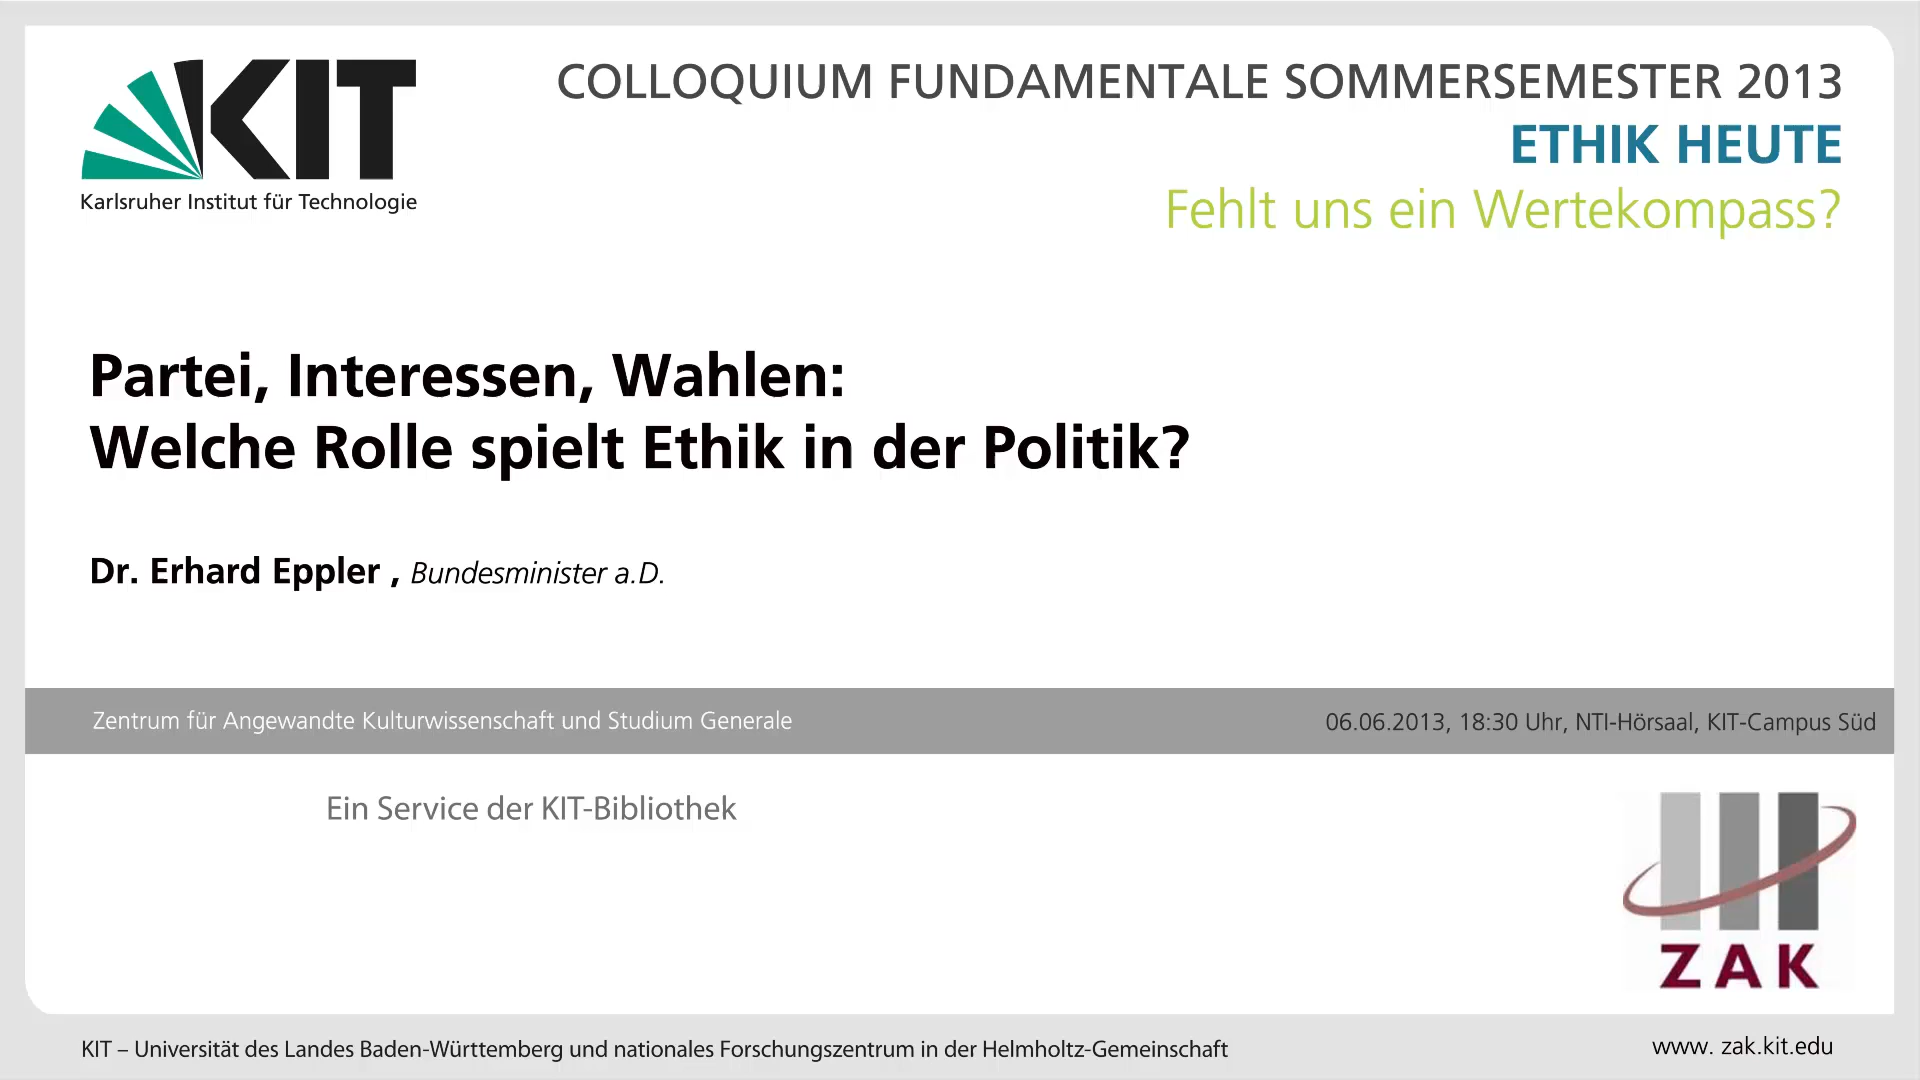 KIT
Karlsruher Institut für Technologie
COLLOQUIUM FUNDAMENTALE SOMMERSEMESTER 2013
ETHIK HEUTE
Fehlt uns ein Wertekompass?
Partei, Interessen, Wahlen:
Welche Rolle spielt Ethik in der Politik?
Dr. Erhard Eppler , Bundesminister a.D.
Zentrum für Angewandte Kulturwissenschaft und Studium Generale
06.06.2013, 18:30 Uhr, NTI-Hörsaal, KIT-Campus Süd
Ein Service der KIT-Bibliothek
ZAK
KIT – Universität des Landes Baden-Württemberg und nationales Forschungszentrum in der Helmholtz-Gemeinschaft
www. zak.kit.edu